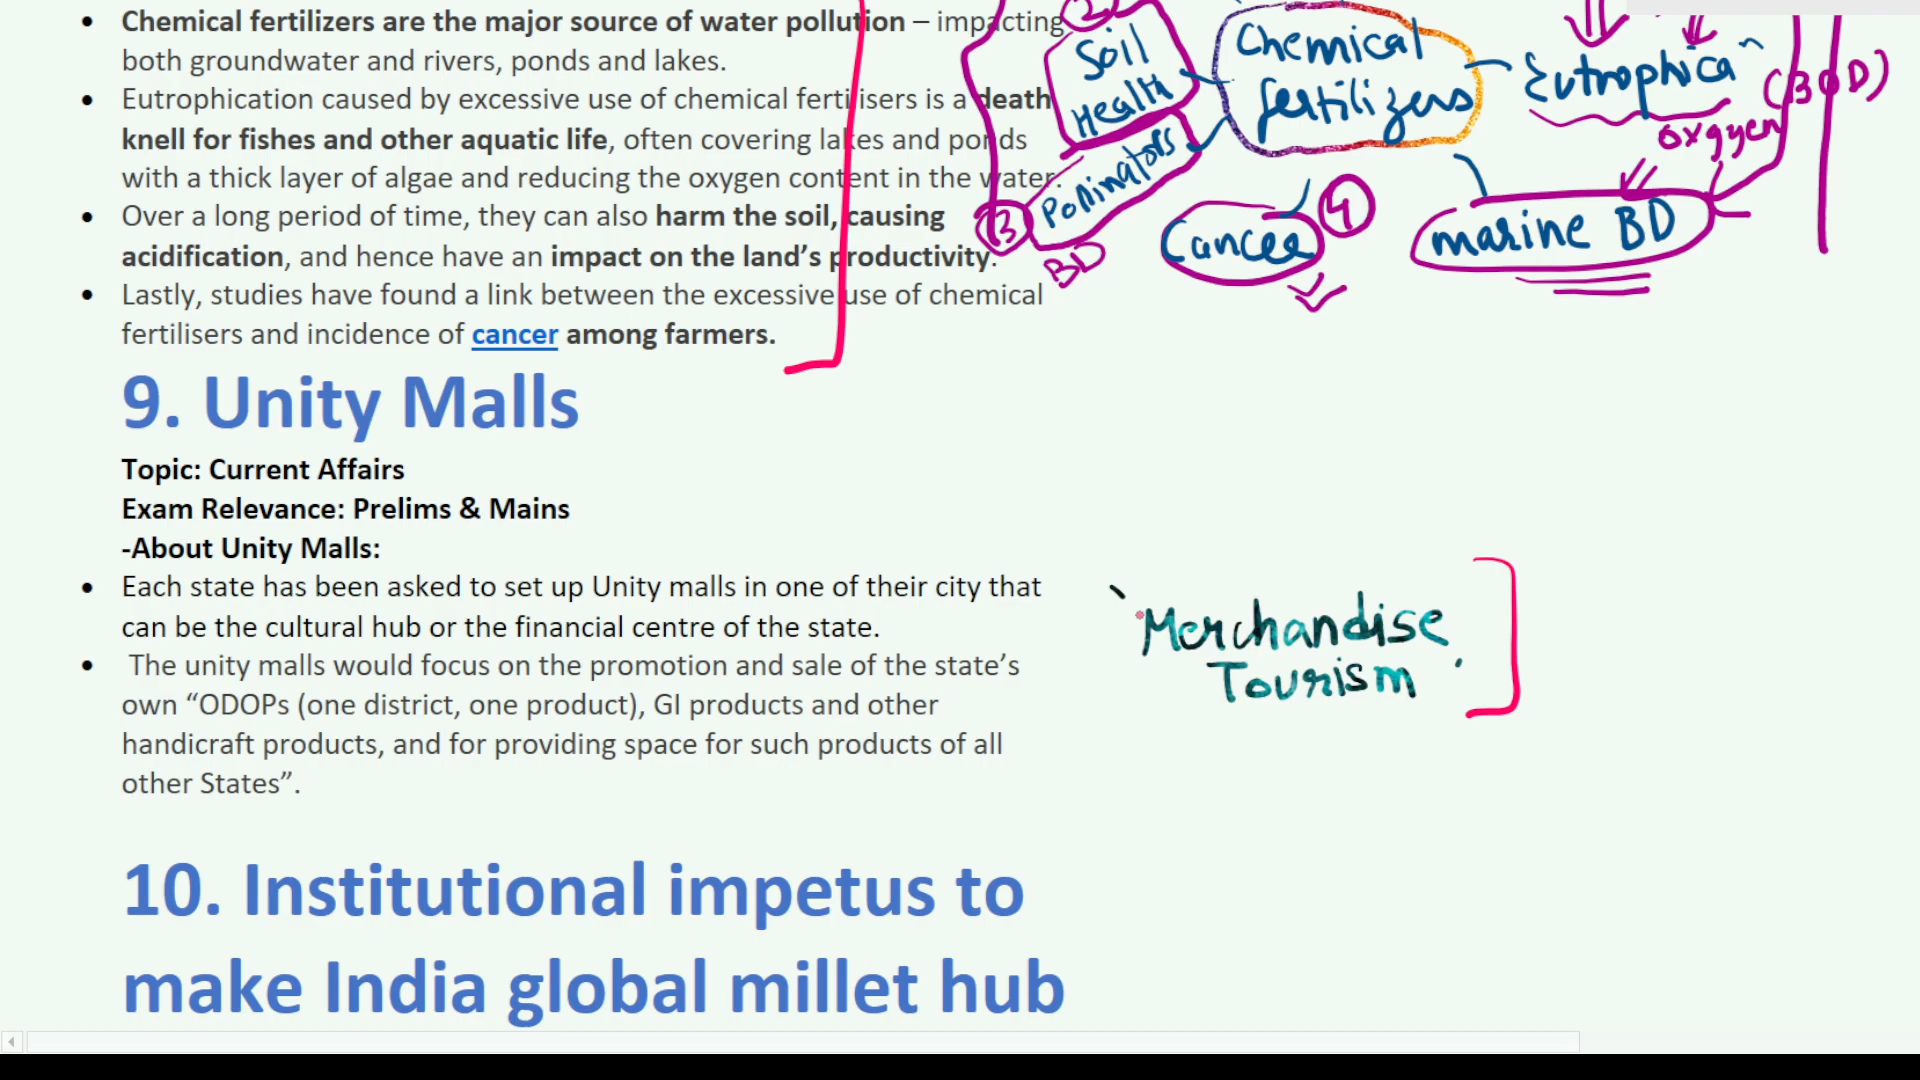 • Chemical fertilizers are the major source of water pollution – impacting
both groundwater and rivers, ponds and lakes.
• Eutrophication caused by excessive use of chemical fertilisers is a death
knell for fishes and other aquatic life, often covering lakes and ponds
with a thick layer of algae and reducing the oxygen content in the water.
• Over a long period of time, they can also harm the soil, causing
acidification, and hence have an impact on the land’s productivity.
• Lastly, studies have found a link between the excessive use of chemical
fertilisers and incidence of cancer among farmers.
2
Soil
Health
Chemical
fertilizers
Eutrophica
(BOD)
oxygen
3
Pollinators
BD
Cancer
4
marine BD
9. Unity Malls
Topic: Current Affairs
Exam Relevance: Prelims & Mains
-About Unity Malls:
• Each state has been asked to set up Unity malls in one of their city that
can be the cultural hub or the financial centre of the state.
• The unity malls would focus on the promotion and sale of the state’s
own “ODOPs (one district, one product), GI products and other
handicraft products, and for providing space for such products of all
other States”.
Merchandise
Tourism
10. Institutional impetus to
make India global millet hub